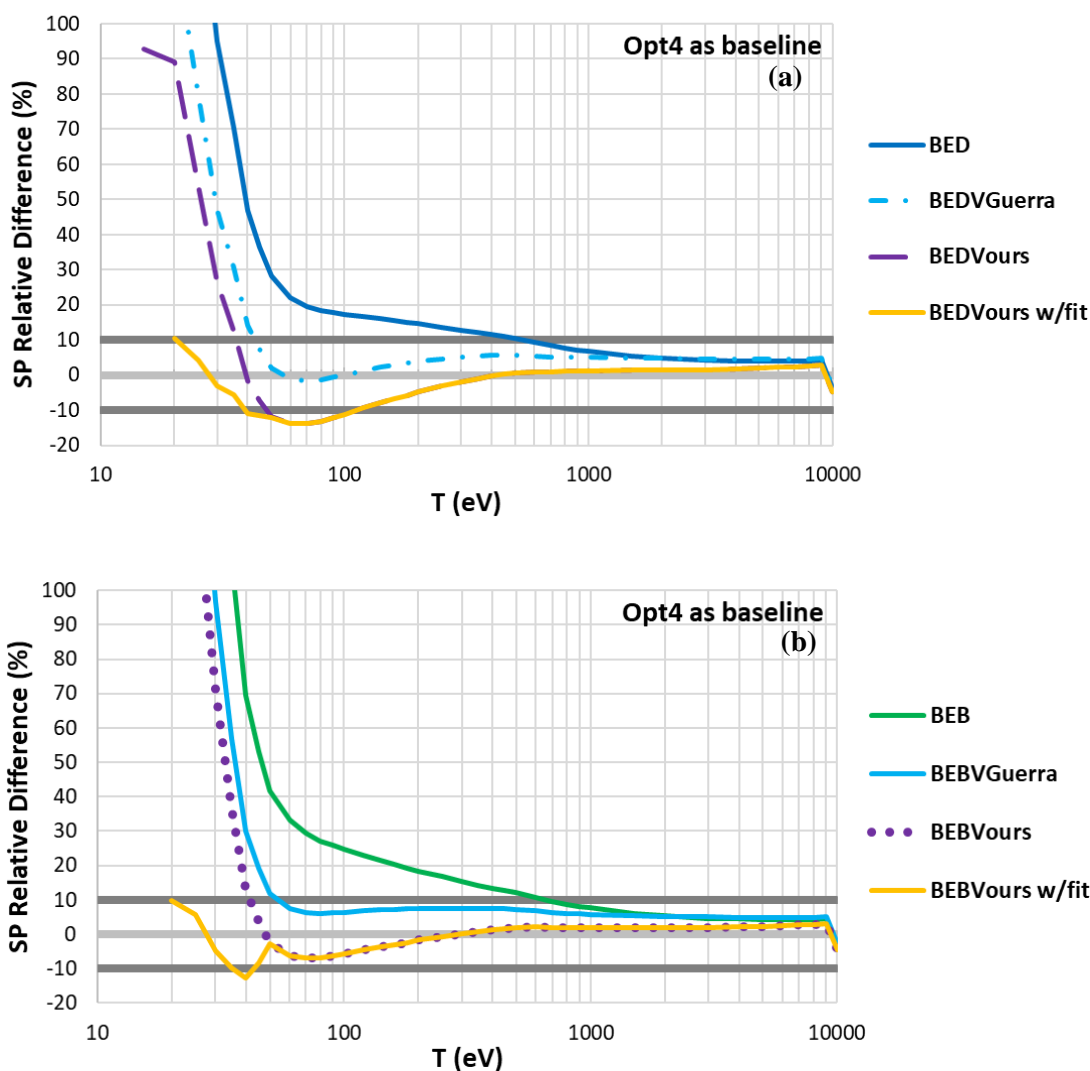 Opt4 as baseline
(a)
SP Relative Difference (%)
100
90
80
70
60
50
40
30
20
10
0
-10
-20
10
100
1000
10000
T (eV)
BED
BEDVGuerra
BEDVours
BEDVours w/fit
Opt4 as baseline
(b)
SP Relative Difference (%)
100
90
80
70
60
50
40
30
20
10
0
-10
-20
10
100
1000
10000
T (eV)
BEB
BEBVGuerra
BEBVours
BEBVours w/fit